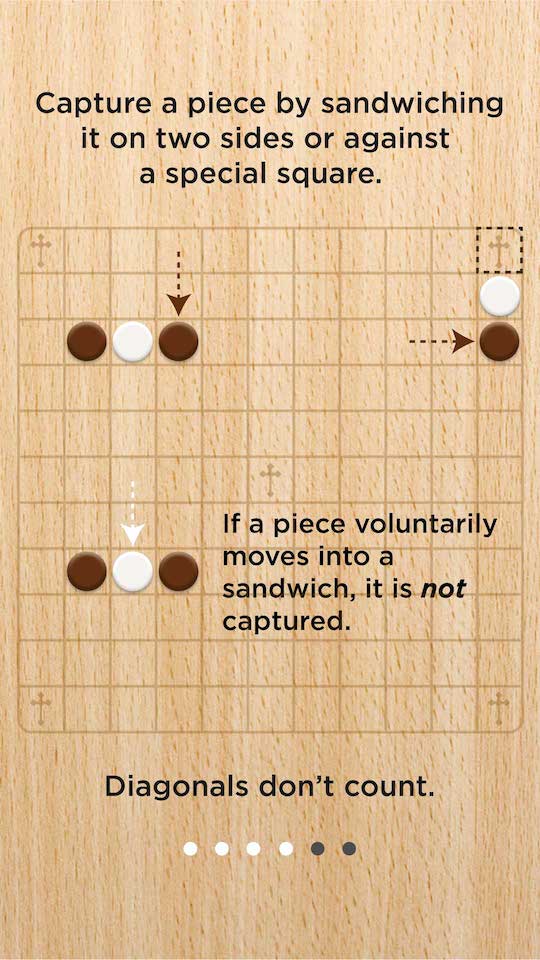 Capture a piece by sandwiching
it on two sides or against
a special square.
If a piece voluntarily
moves into a
sandwich, it is not
captured.
Diagonals don’t count.